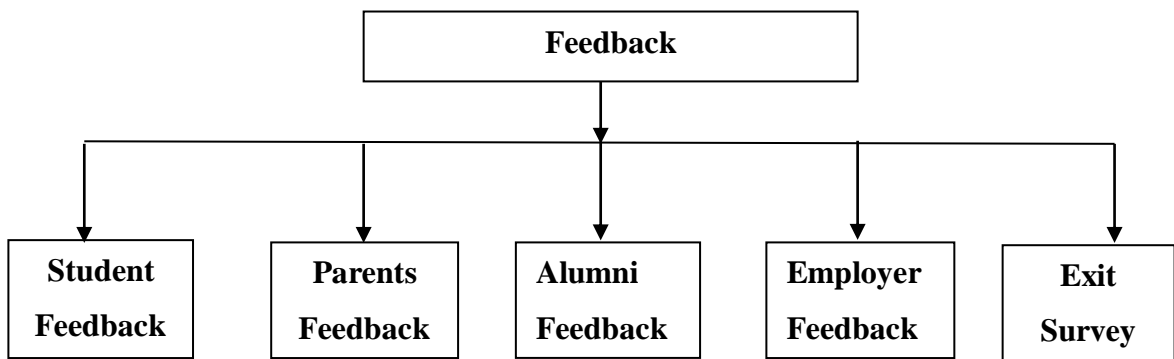 Feedback
Student
Feedback
Parents
Feedback
Alumni
Feedback
Employer
Feedback
Exit
Survey